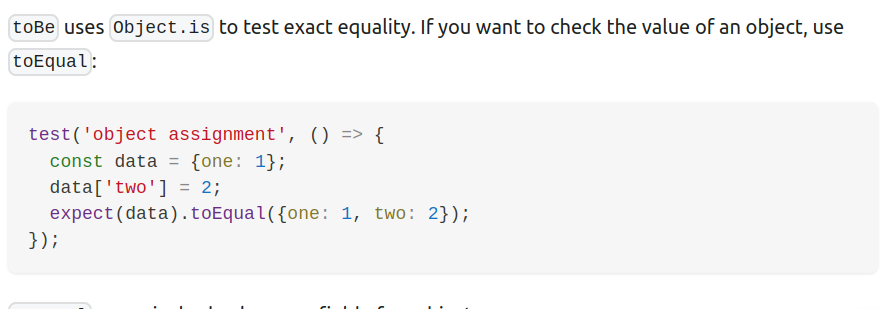 toBe uses Object.is to test exact equality. If you want to check the value of an object, use
toEqual:
test('object assignment', () => {
  const data = {one: 1};
  data['two'] = 2;
  expect(data).toEqual({one: 1, two: 2});
});